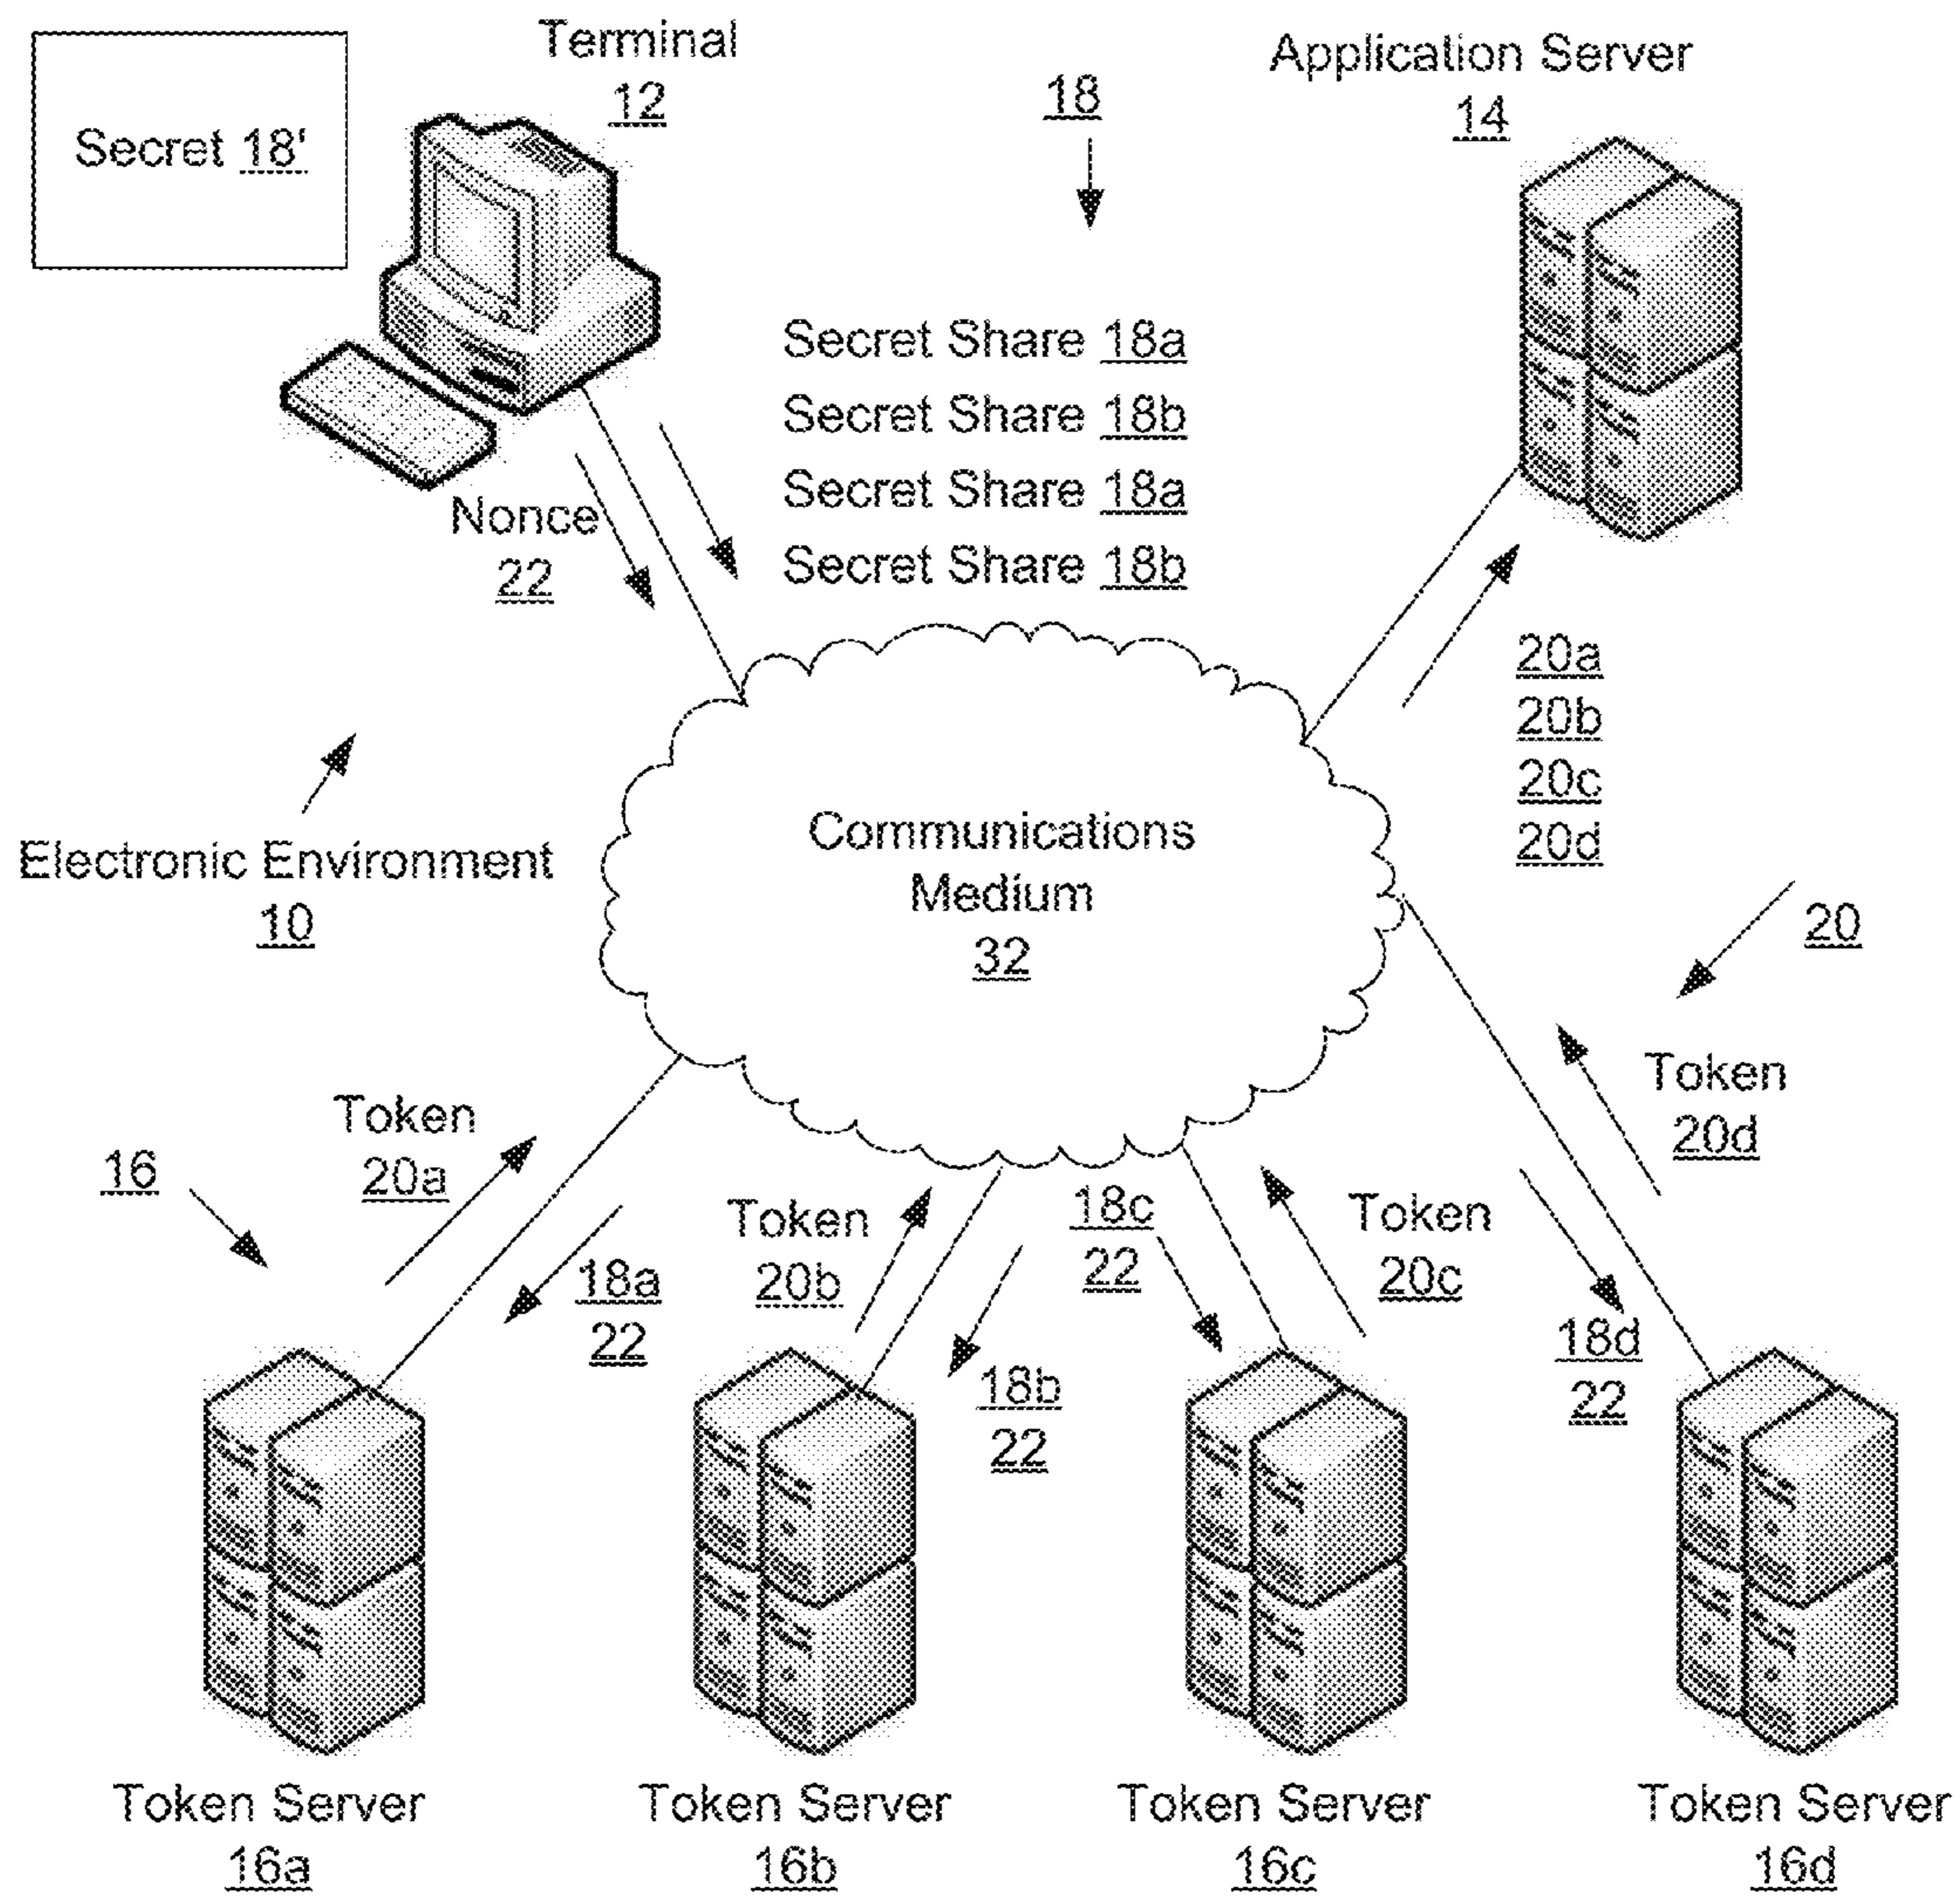 Terminal
12
Secret 18'
18
Application Server
14
Secret Share 18a
Secret Share 18b
Secret Share 18a
Secret Share 18b
Nonce
22
20a
20b
20c
20d
Communications
Medium
32
Electronic Environment
10
20
Token
20d
Token
20a
16
18a
22
Token
20b
18b
22
18c
22
Token
20c
18d
22
Token Server
16a
Token Server
16b
Token Server
16c
Token Server
16d